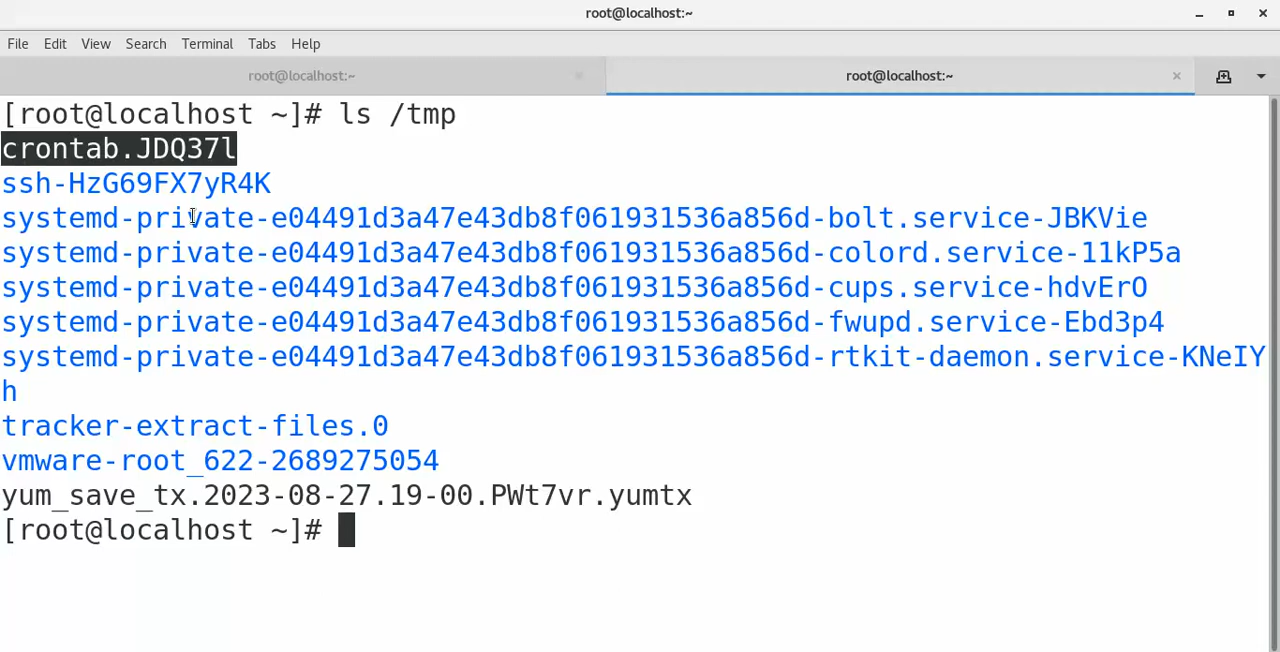 root@localhost:~
File Edit View Search Terminal Tabs Help
root@localhost:~ root@localhost:~
[root@localhost ~]# ls /tmp
crontab.JDQ37l
ssh-HzG69FX7yR4K
systemd-private-e04491d3a47e43db8f061931536a856d-bolt.service-JBKVie
systemd-private-e04491d3a47e43db8f061931536a856d-colord.service-11kP5a
systemd-private-e04491d3a47e43db8f061931536a856d-cups.service-hdvErO
systemd-private-e04491d3a47e43db8f061931536a856d-fwupd.service-Ebd3p4
systemd-private-e04491d3a47e43db8f061931536a856d-rtkit-daemon.service-KNeIY
h
tracker-extract-files.0
vmware-root_622-2689275054
yum_save_tx.2023-08-27.19-00.PWt7vr.yumtx
[root@localhost ~]#